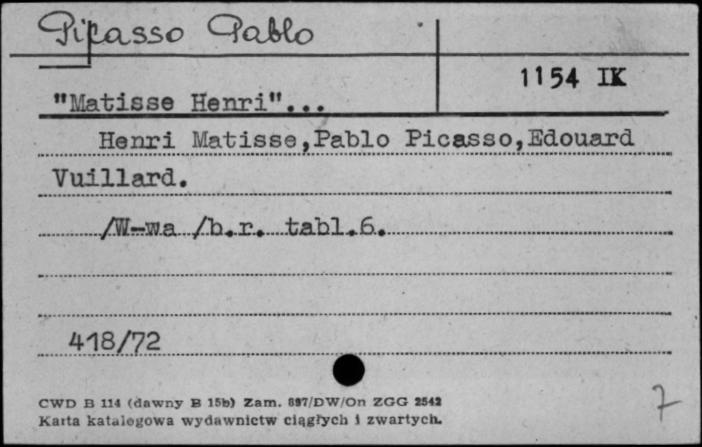 Picasso Pablo
1154 IK
"Matisse Henri"...
Henri Matisse,Pablo Picasso,Edouard
Vuillard.
/W-wa /b.r. tabl.6.
418/72
CWD B 114 (dawny B 15b) Zam. 897/DW/On ZGG 2542
Karta katalogowa wydawnictw ciągłych i zwartych.
7